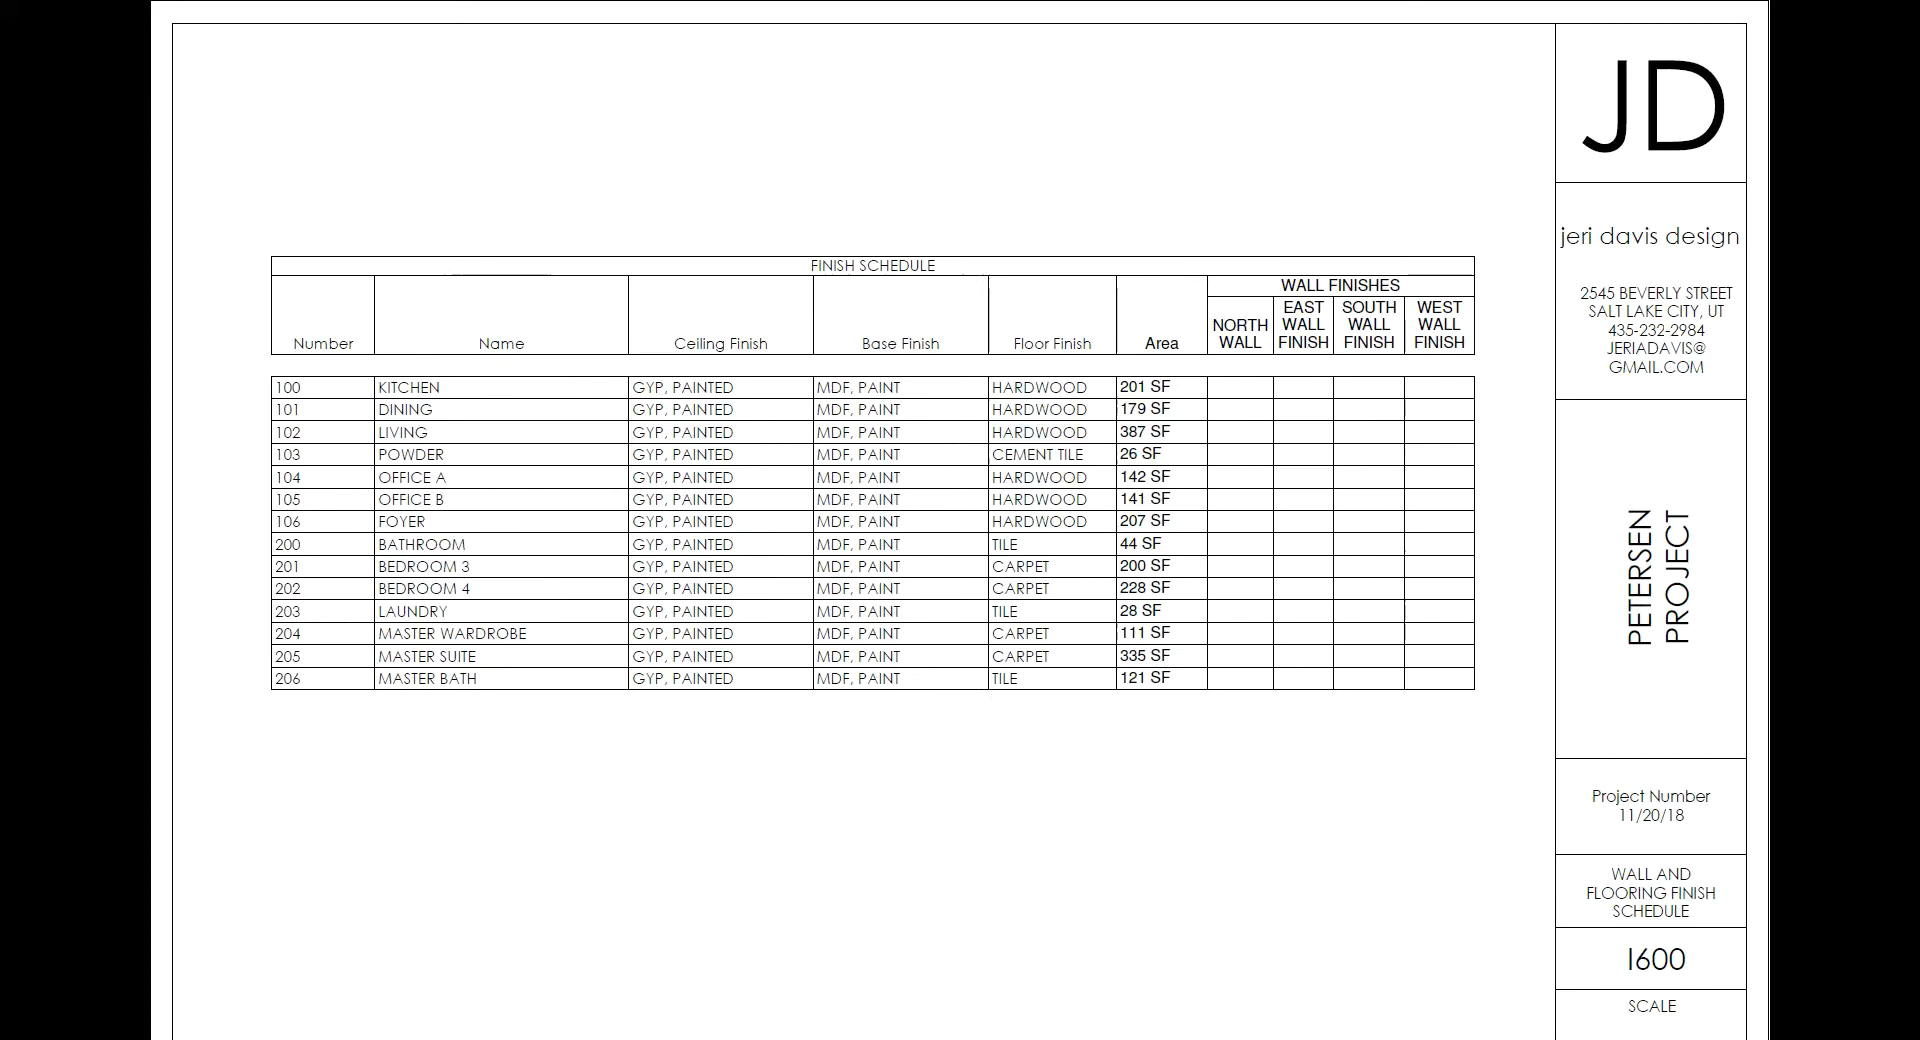 JD
jeri davis design
2545 BEVERLY STREET
SALT LAKE CITY, UT
435-232-2984
JERIADAVIS@
GMAIL.COM
PETERSEN
PROJECT
Project Number
11/20/18
WALL AND
FLOORING FINISH
SCHEDULE
I600
SCALE
FINISH SCHEDULE
WALL FINISHES
Number Name Ceiling Finish Base Finish Floor Finish Area NORTH WALL EAST WALL FINISH SOUTH WALL FINISH WEST WALL FINISH
100 KITCHEN GYP, PAINTED MDF, PAINT HARDWOOD 201 SF
101 DINING GYP, PAINTED MDF, PAINT HARDWOOD 179 SF
102 LIVING GYP, PAINTED MDF, PAINT HARDWOOD 387 SF
103 POWDER GYP, PAINTED MDF, PAINT CEMENT TILE 26 SF
104 OFFICE A GYP, PAINTED MDF, PAINT HARDWOOD 142 SF
105 OFFICE B GYP, PAINTED MDF, PAINT HARDWOOD 141 SF
106 FOYER GYP, PAINTED MDF, PAINT HARDWOOD 207 SF
200 BATHROOM GYP, PAINTED MDF, PAINT TILE 44 SF
201 BEDROOM 3 GYP, PAINTED MDF, PAINT CARPET 200 SF
202 BEDROOM 4 GYP, PAINTED MDF, PAINT CARPET 228 SF
203 LAUNDRY GYP, PAINTED MDF, PAINT TILE 28 SF
204 MASTER WARDROBE GYP, PAINTED MDF, PAINT CARPET 111 SF
205 MASTER SUITE GYP, PAINTED MDF, PAINT CARPET 335 SF
206 MASTER BATH GYP, PAINTED MDF, PAINT TILE 121 SF